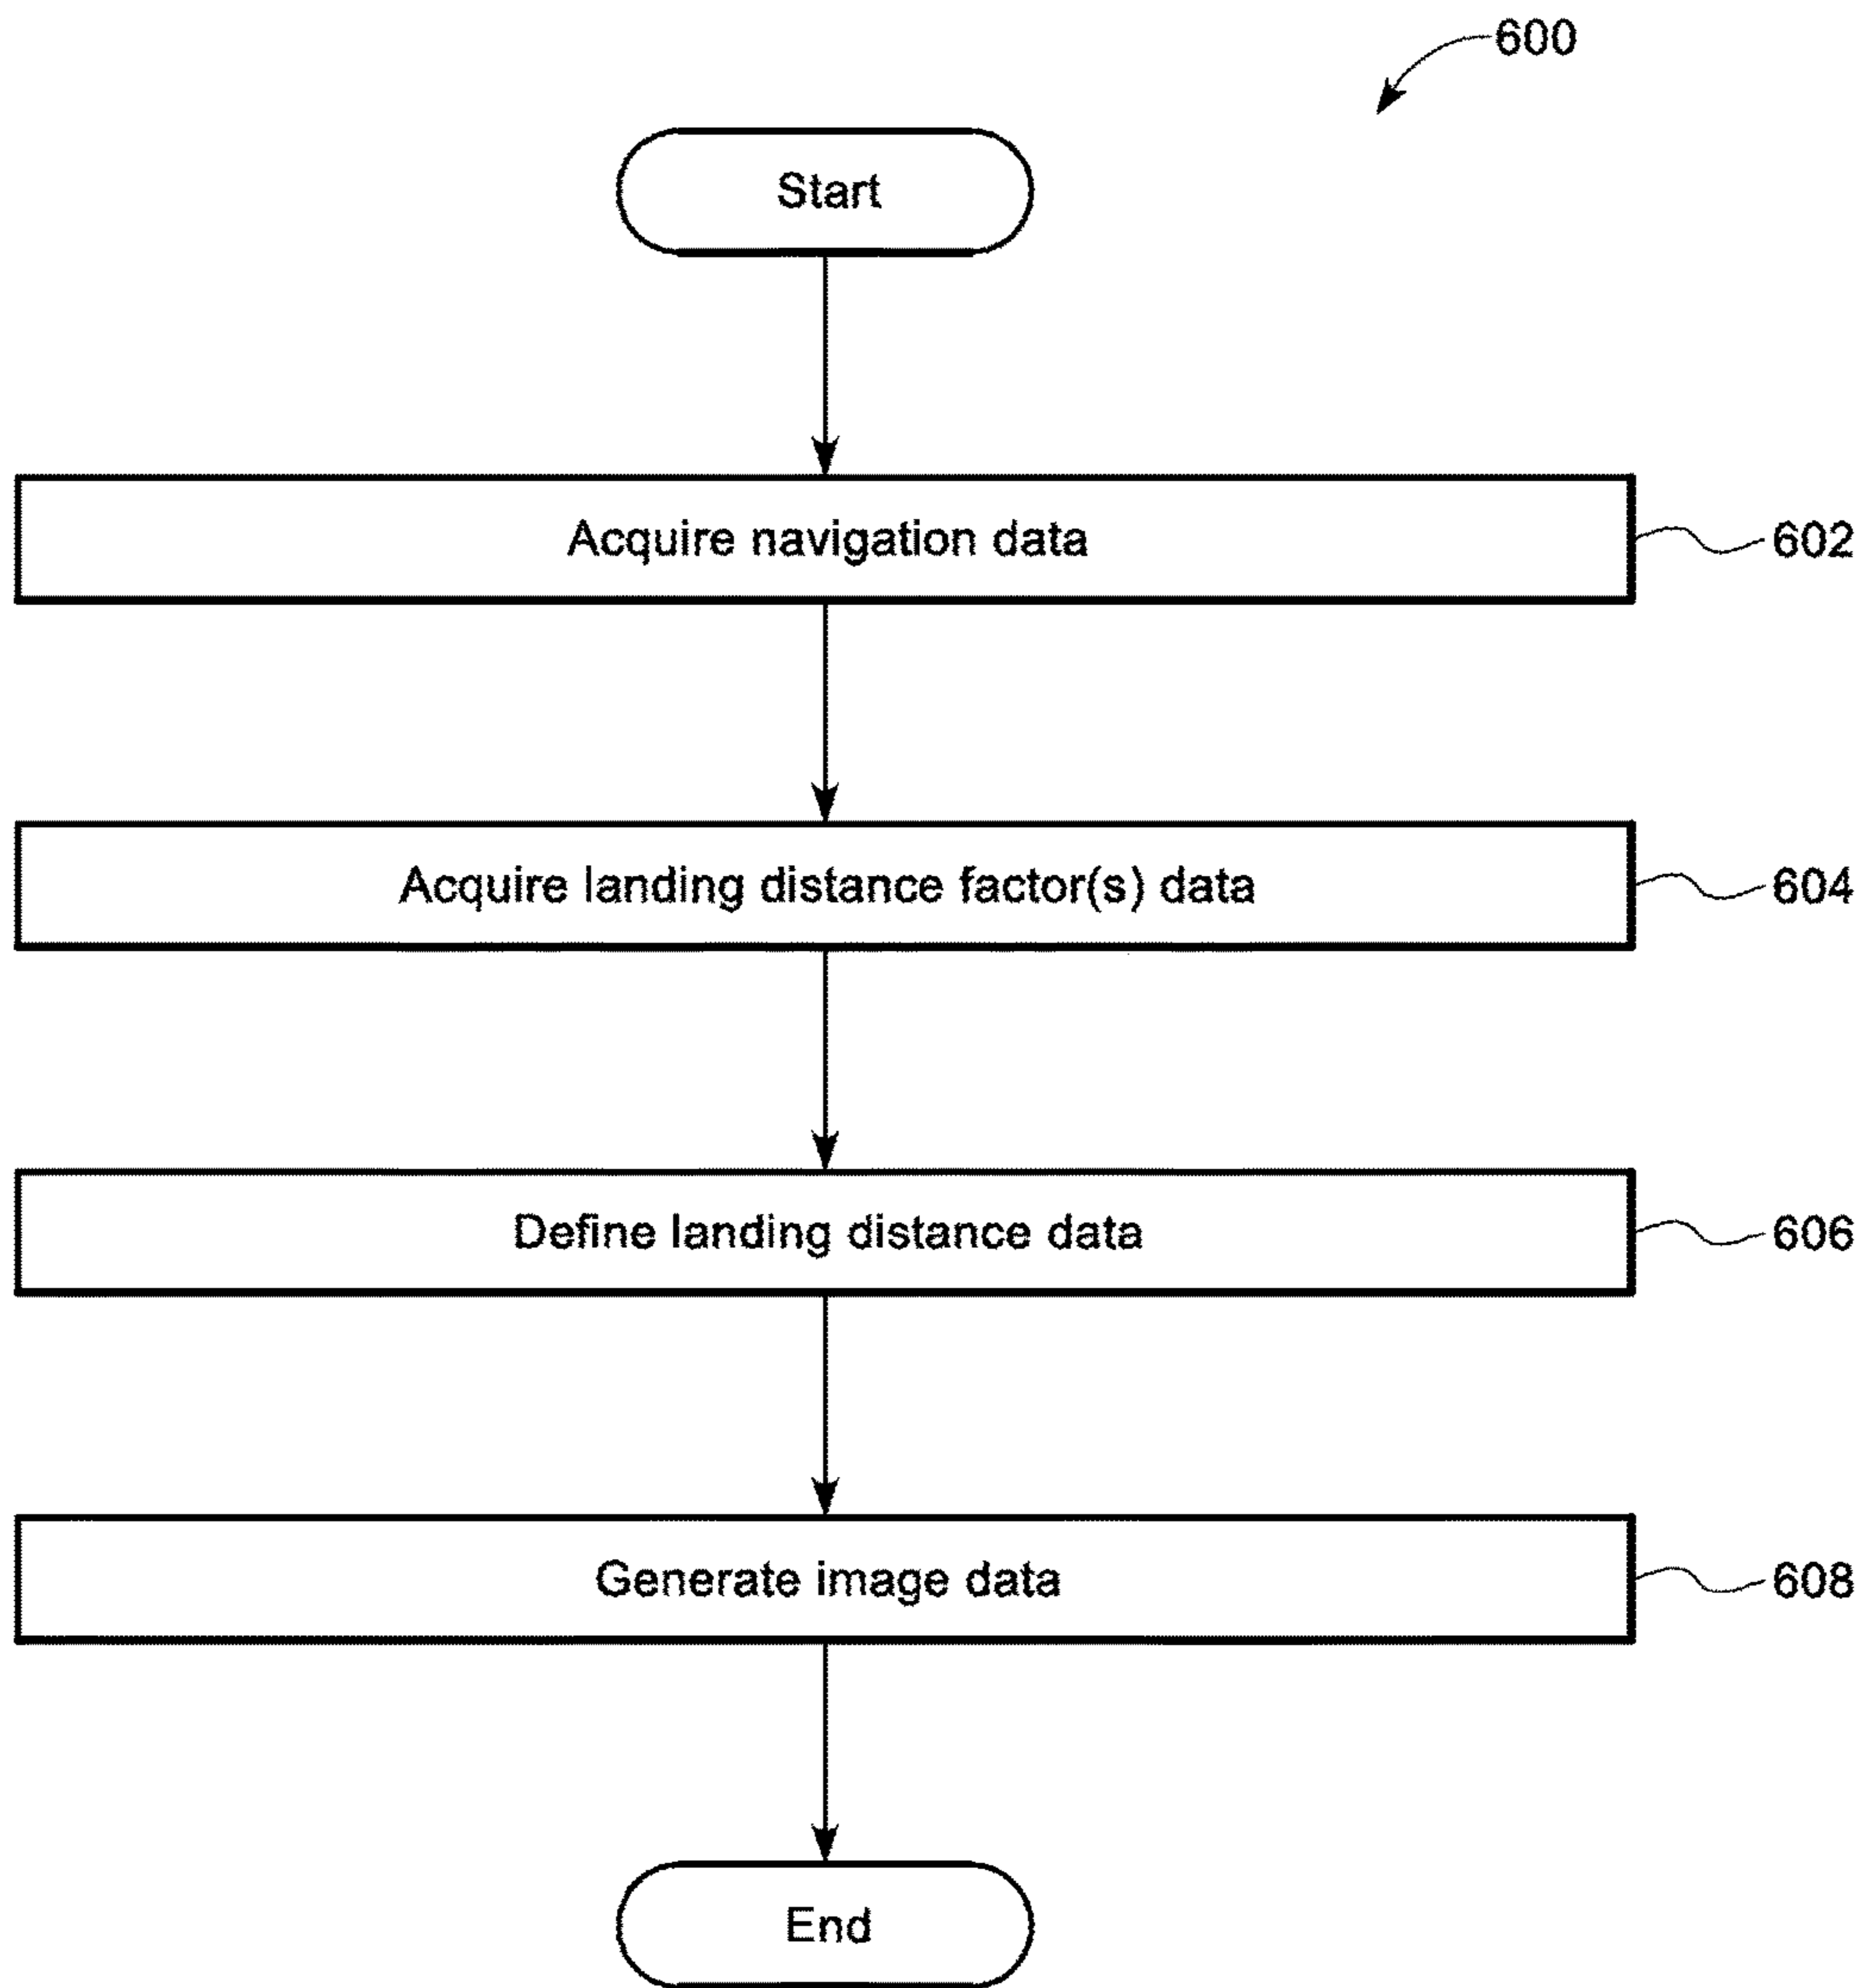 600
Start
Acquire navigation data
602
Acquire landing distance factor(s) data
604
Define landing distance data
606
Generate image data
608
End